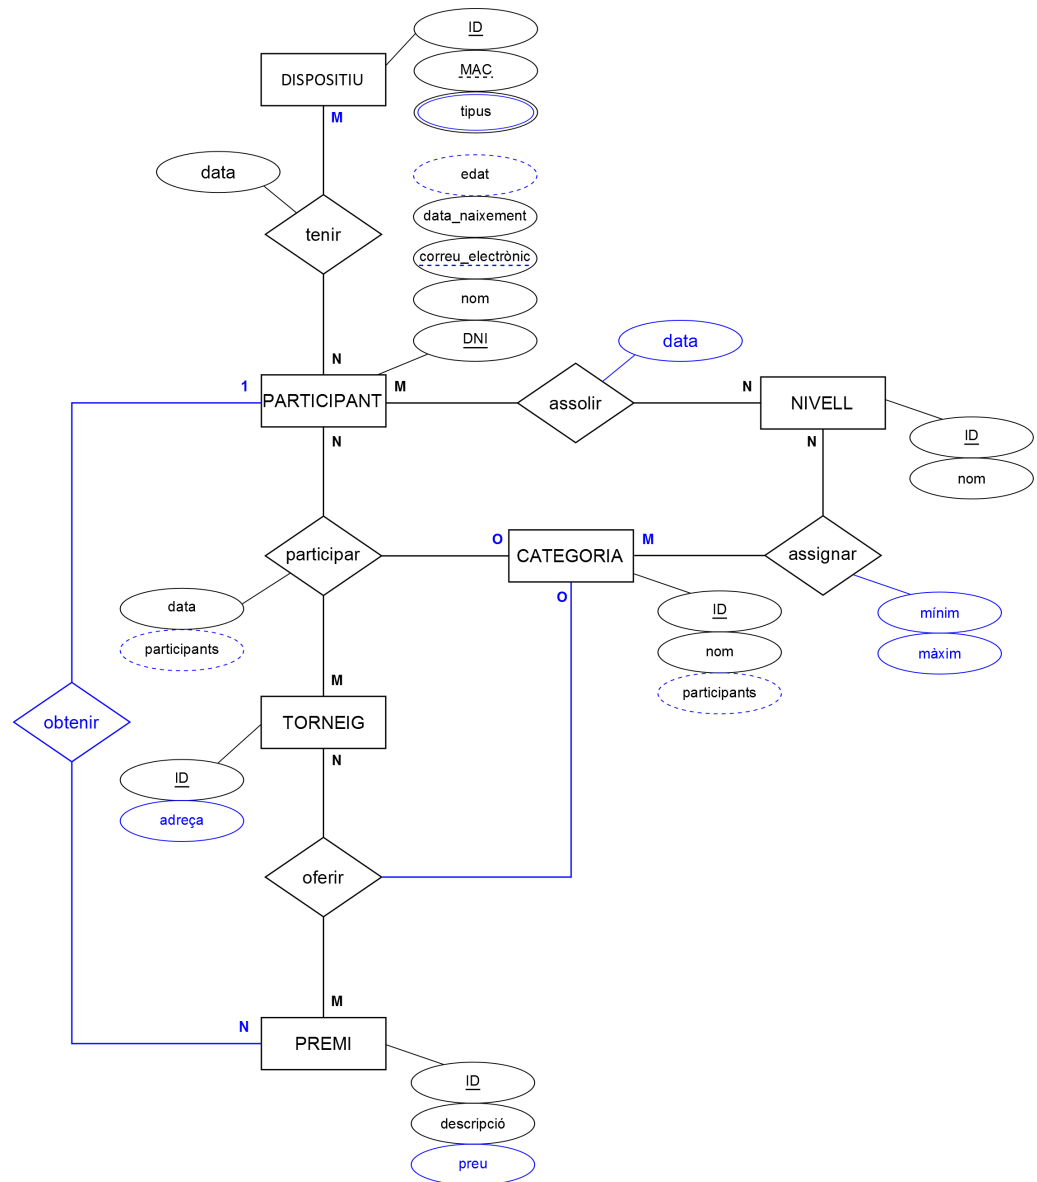 ID
DISPOSITIU
MAC
tipus
M
data
edat
data_naixement
tenir
correu_electrònic
nom
DNI
data
N
1
M
N
PARTICIPANT
assolir
NIVELL
ID
N
N
nom
O
M
participar
CATEGORIA
assignar
O
data
ID
mínim
participants
nom
màxim
M
participants
obtenir
TORNEIG
N
ID
adreça
oferir
M
N
PREMI
ID
descripció
preu